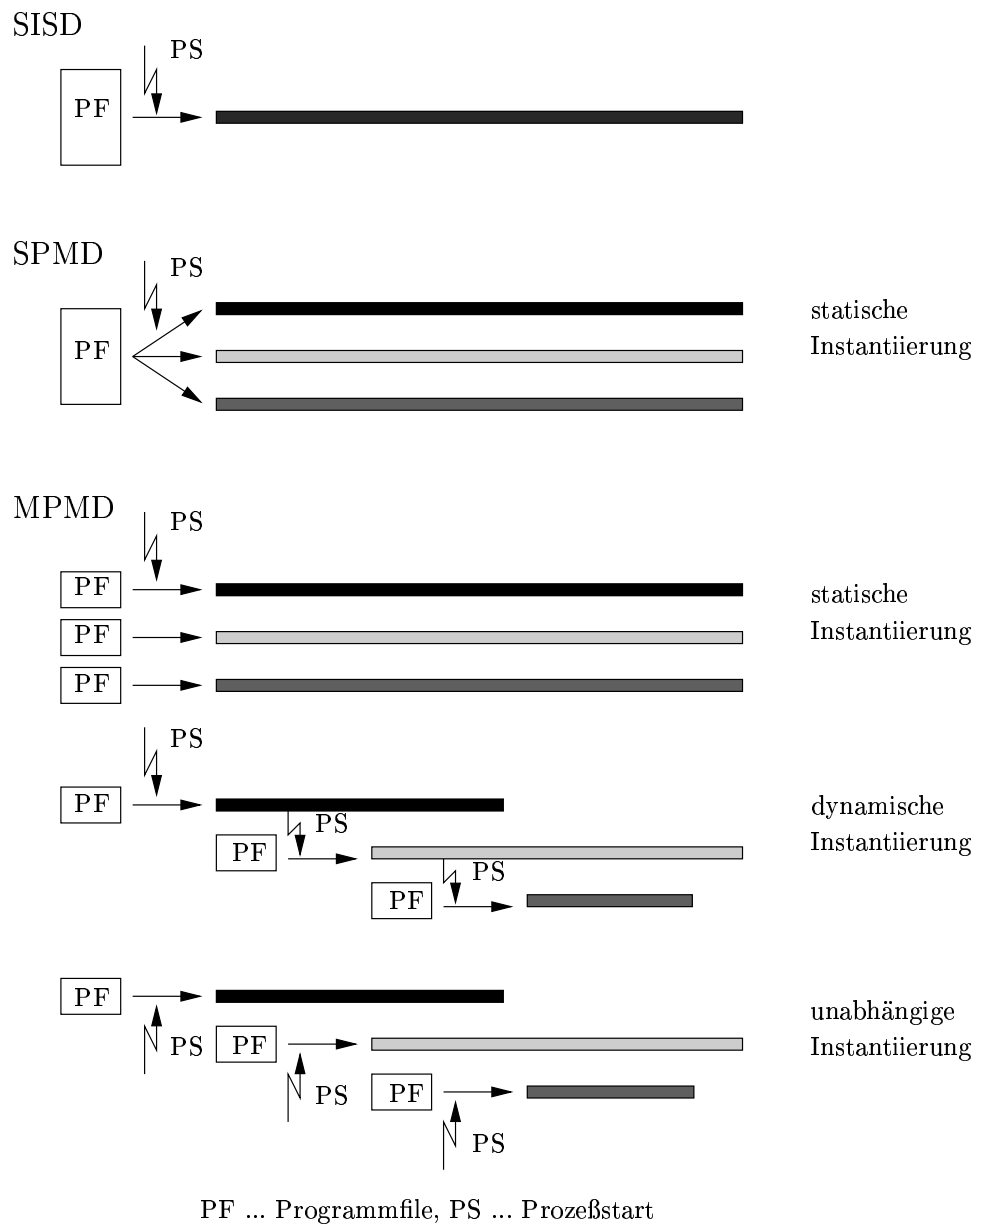 SISD
PS
PF
SPMD
PS
PF
statische
Instantiierung
MPMD
PS
PF
PF
PF
statische
Instantiierung
PS
PF
PS
PF
PS
PF
dynamische
Instantiierung
PF
PS
PF
PS
PF
PS
unabhängige
Instantiierung
PF ... Programmfile, PS ... Prozeßstart